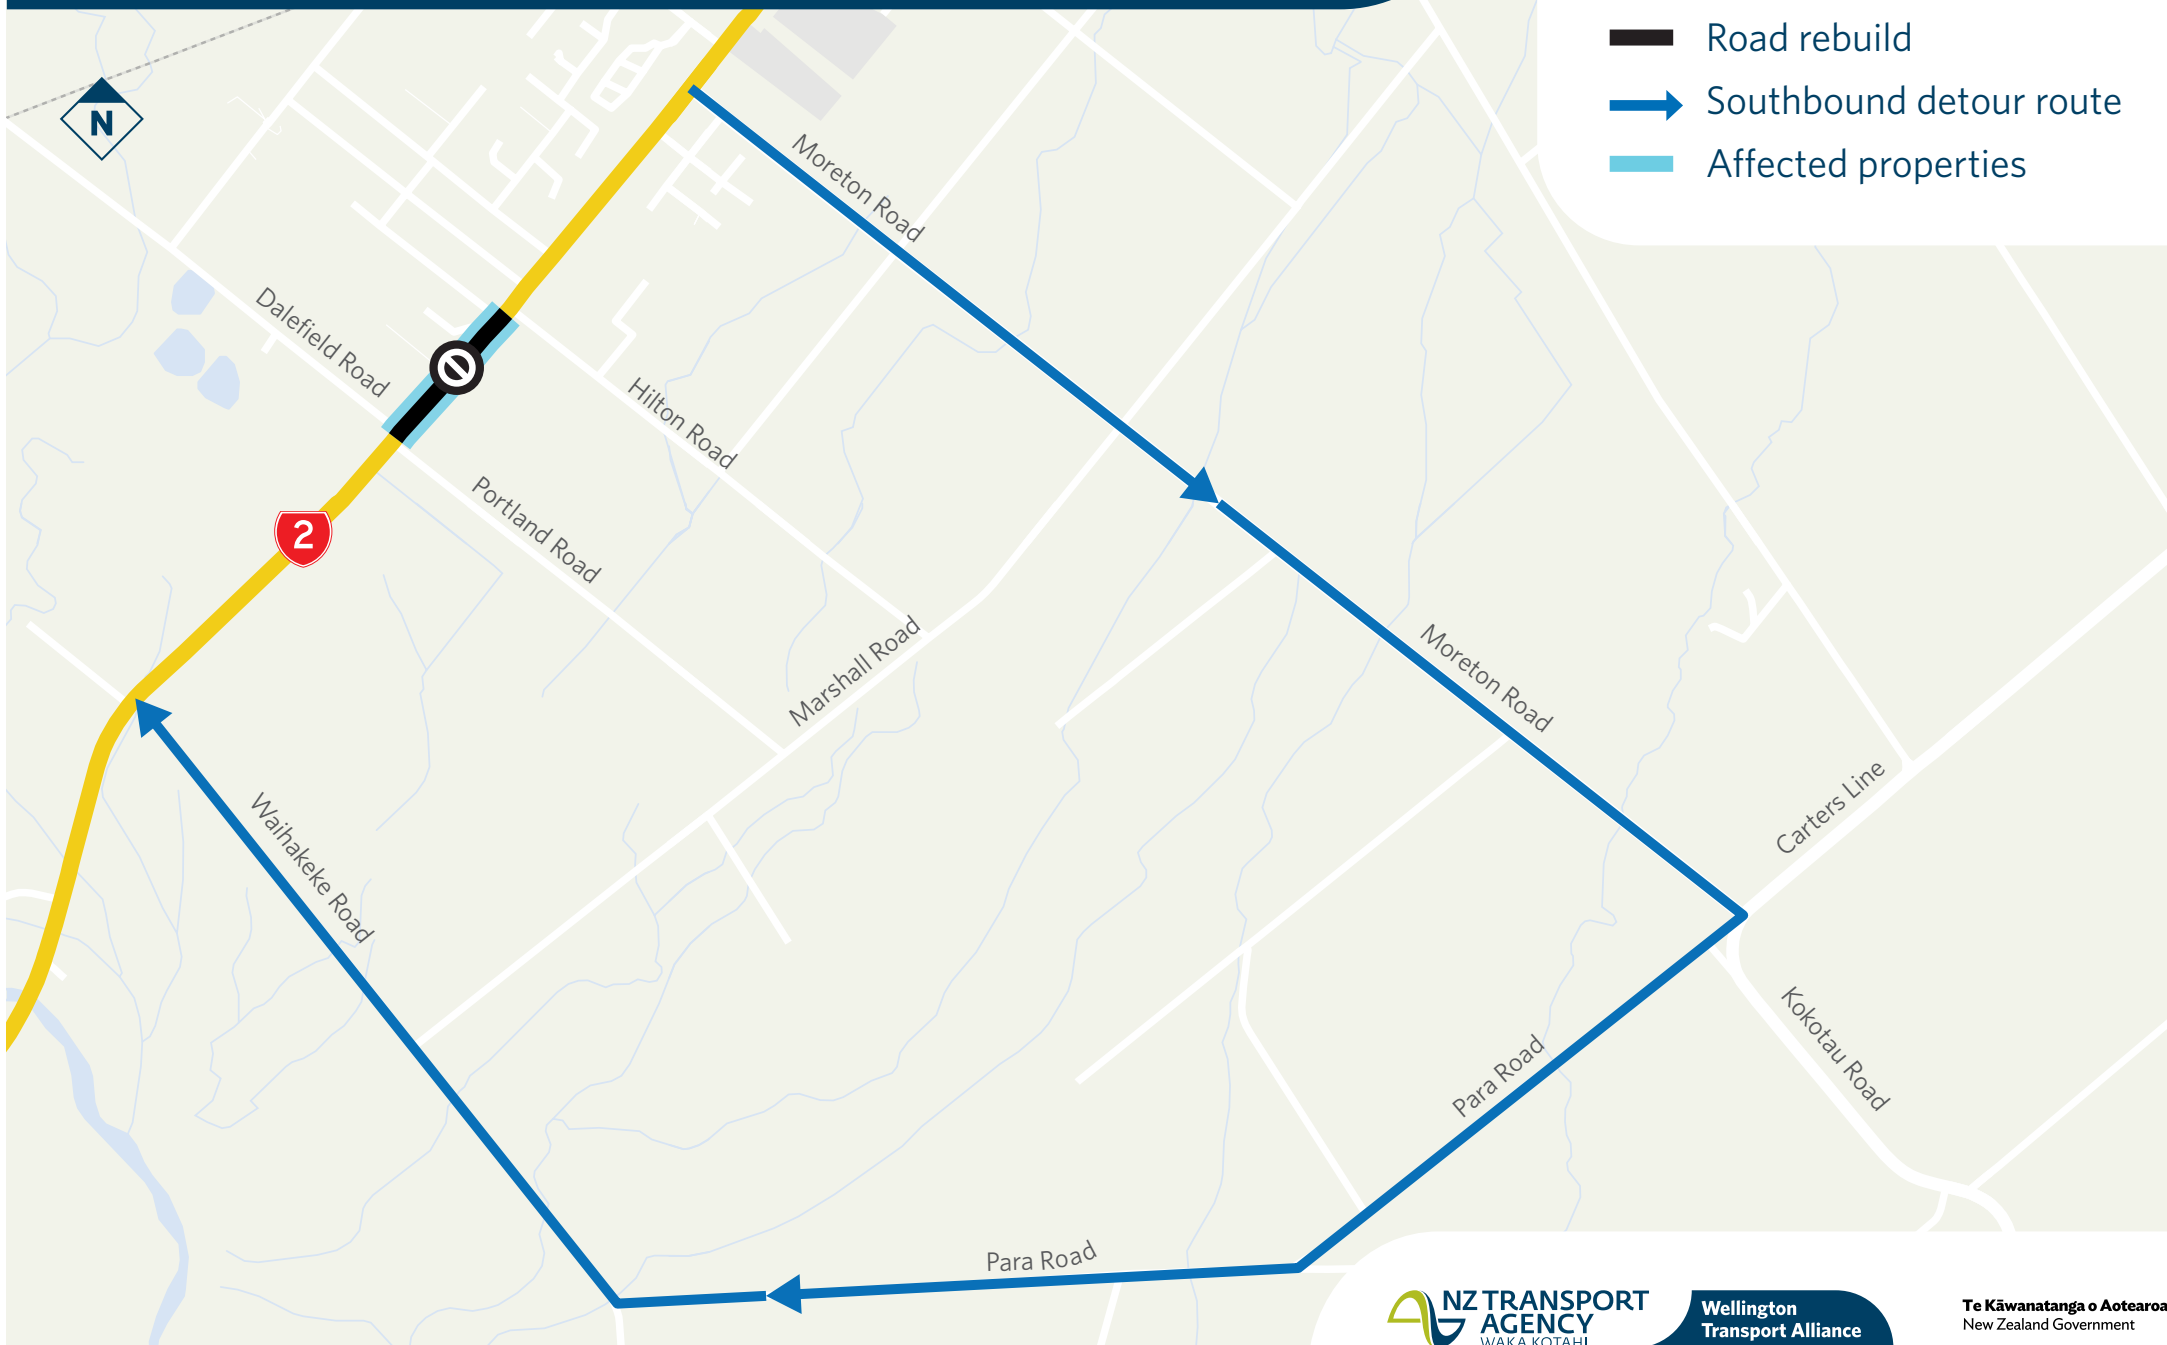 Road rebuild
Southbound detour route
Affected properties
N
Moreton Road
Dalefield Road
Hilton Road
Portland Road
2
Marshall Road
Moreton Road
Carters Line
Waihakeke Road
Kokotau Road
Para Road
Para Road
NZ TRANSPORT
AGENCY
WAKA KOTAHI
Wellington
Transport Alliance
Te Kāwanatanga o Aotearoa
New Zealand Government